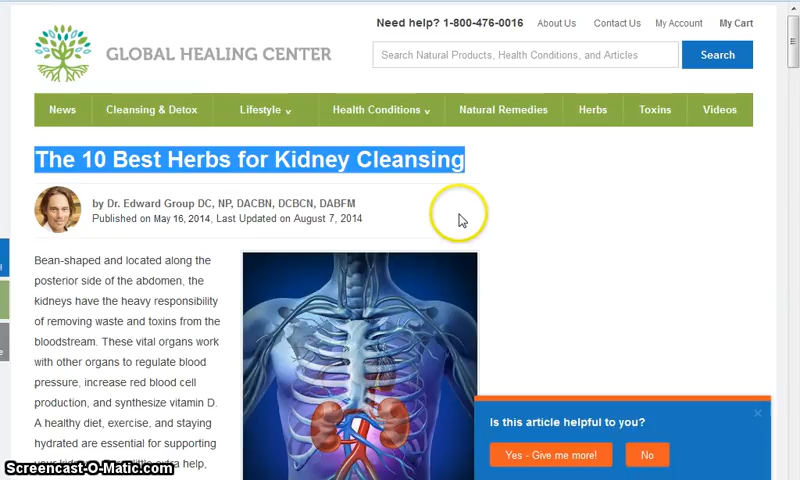 Need help? 1-800-476-0016 About Us Contact Us My Account My Cart
GLOBAL HEALING CENTER
Search Natural Products, Health Conditions, and Articles Search
News Cleansing & Detox Lifestyle Health Conditions Natural Remedies Herbs Toxins Videos
The 10 Best Herbs for Kidney Cleansing
by Dr. Edward Group DC, NP, DACBN, DCBCN, DABFM
Published on May 16, 2014, Last Updated on August 7, 2014
Bean-shaped and located along the
posterior side of the abdomen, the
kidneys have the heavy responsibility
of removing waste and toxins from the
bloodstream. These vital organs work
with other organs to regulate blood
pressure, increase red blood cell
production, and synthesize vitamin D.
A healthy diet, exercise, and staying
hydrated are essential for supporting
help,
Is this article helpful to you?
Yes - Give me more! No
Screencast-O-Matic.com